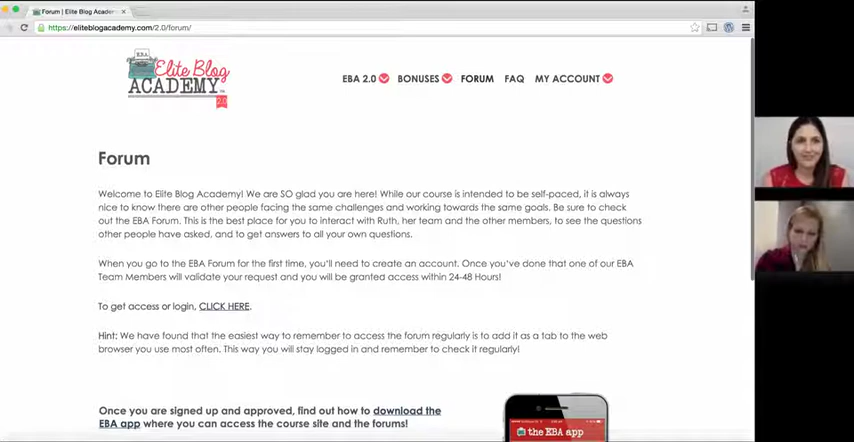 Forum | Elite Blog Academ
https://eliteblogacademy.com/2.0/forum/
EBA
Elite Blog
ACADEMY
2.0
EBA 2.0 BONUSES FORUM FAQ MY ACCOUNT
Forum
Welcome to Elite Blog Academy! We are SO glad you are here! While our course is intended to be self-paced, it is always
nice to know there are other people facing the same challenges and working towards the same goals. Be sure to check
out the EBA Forum. This is the best place for you to interact with Ruth, her team and the other members, to see the questions
other people have asked, and to get answers to all your own questions.
When you go to the EBA Forum for the first time, you'll need to create an account. Once you've done that one of our EBA
Team Members will validate your request and you will be granted access within 24-48 Hours!
To get access or login, CLICK HERE.
Hint: We have found that the easiest way to remember to access the forum regularly is to add it as a tab to the web
browser you use most often. This way you will stay logged in and remember to check it regularly!
Once you are signed up and approved, find out how to download the
EBA app where you can access the course site and the forums!
the EBA app